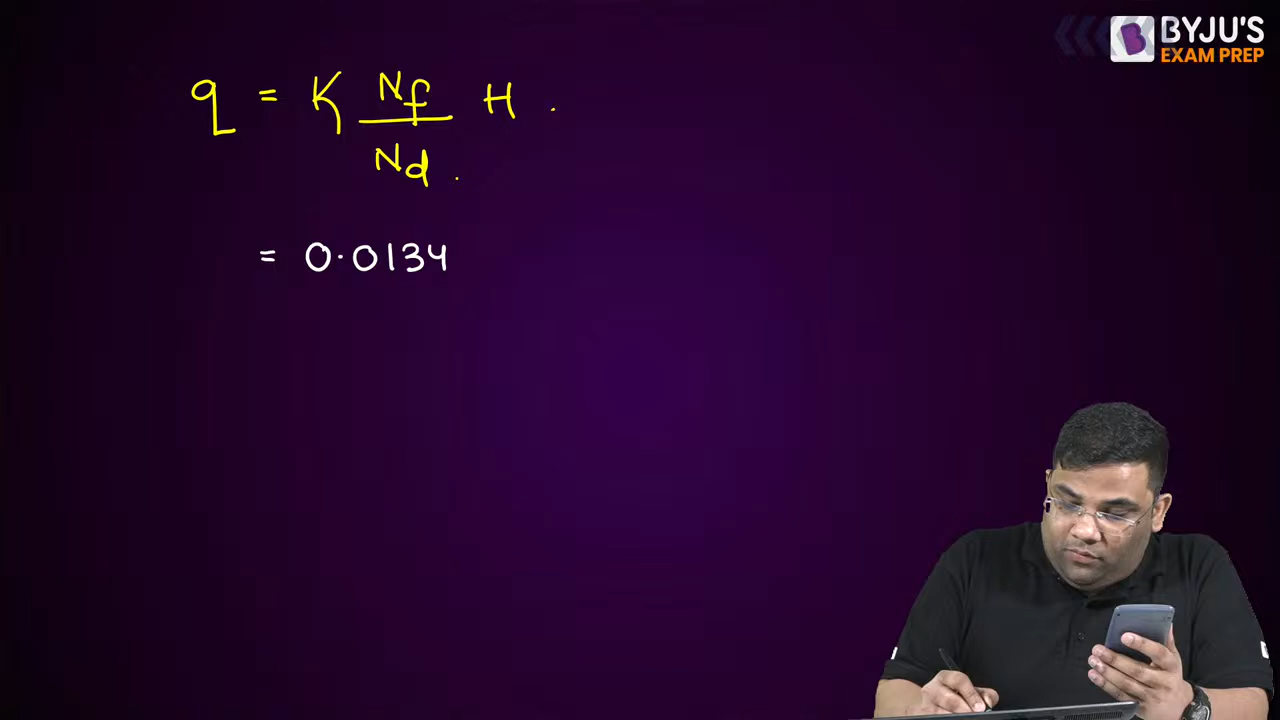 BYJU'S
EXAM PREP
q = K Nf/Nd H .
= 0.0134